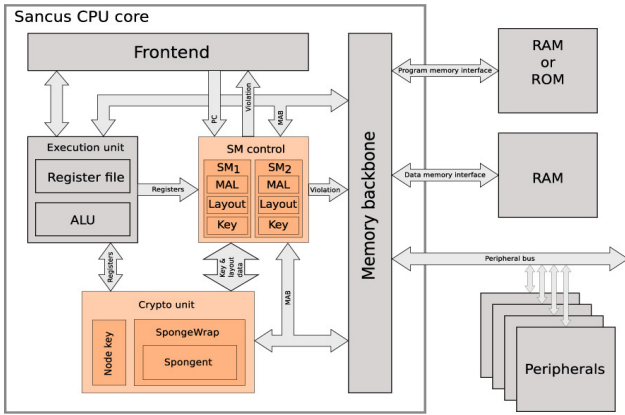 Sancus CPU core
Frontend
RAM
or
ROM
Program memory interface
PC
Violation
MAB
Execution unit
Register file
ALU
Registers
SM control
SM1
MAL
Layout
Key
SM2
MAL
Layout
Key
Violation
Memory backbone
Data memory interface
RAM
Registers
Key &
layout
data
MAB
Peripheral bus
Crypto unit
Node key
SpongeWrap
Spongent
Peripherals